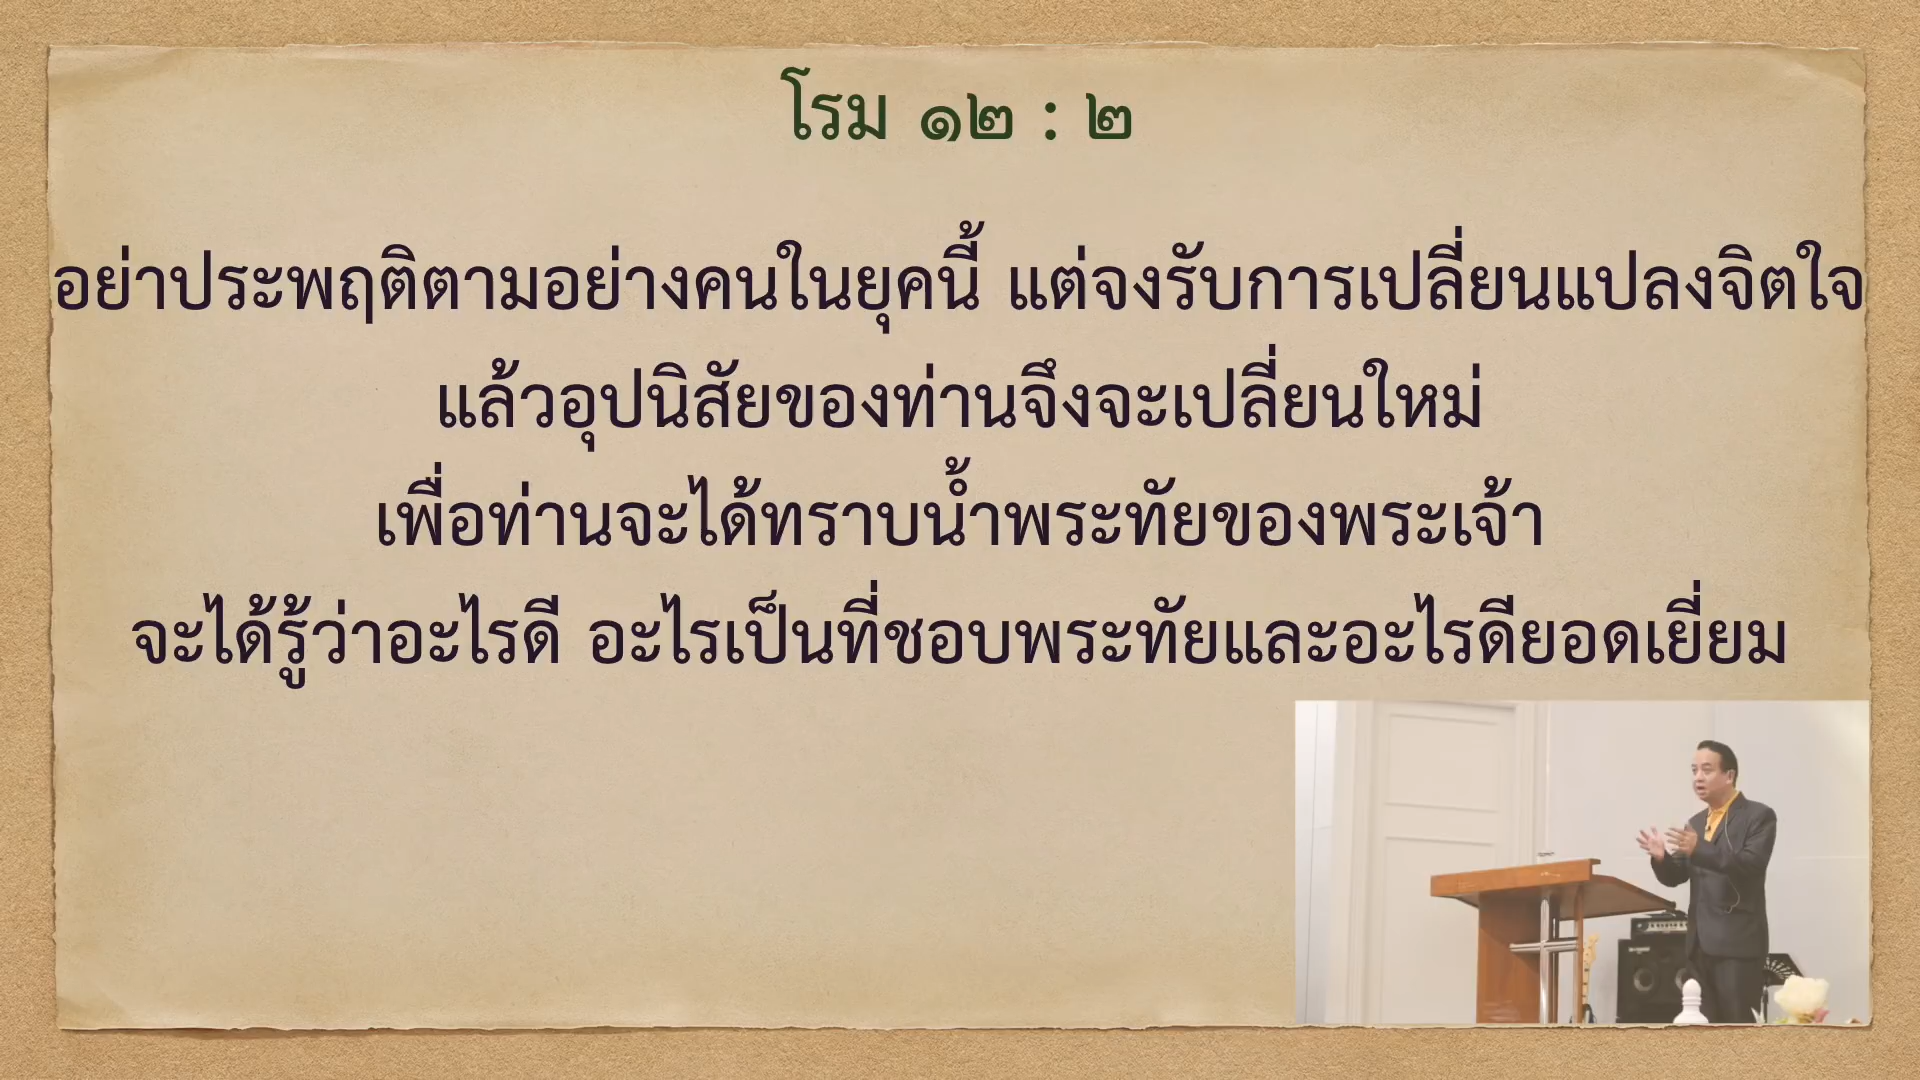 โรม ๑๒ : ๒
อย่าประพฤติตามอย่างคนในยุคนี้ แต่จงรับการเปลี่ยนแปลงจิตใจ
แล้วอุปนิสัยของท่านจึงจะเปลี่ยนใหม่
เพื่อท่านจะได้ทราบน้ำพระทัยของพระเจ้า
จะได้รู้ว่าอะไรดี อะไรเป็นที่ชอบพระทัยและอะไรดียอดเยี่ยม